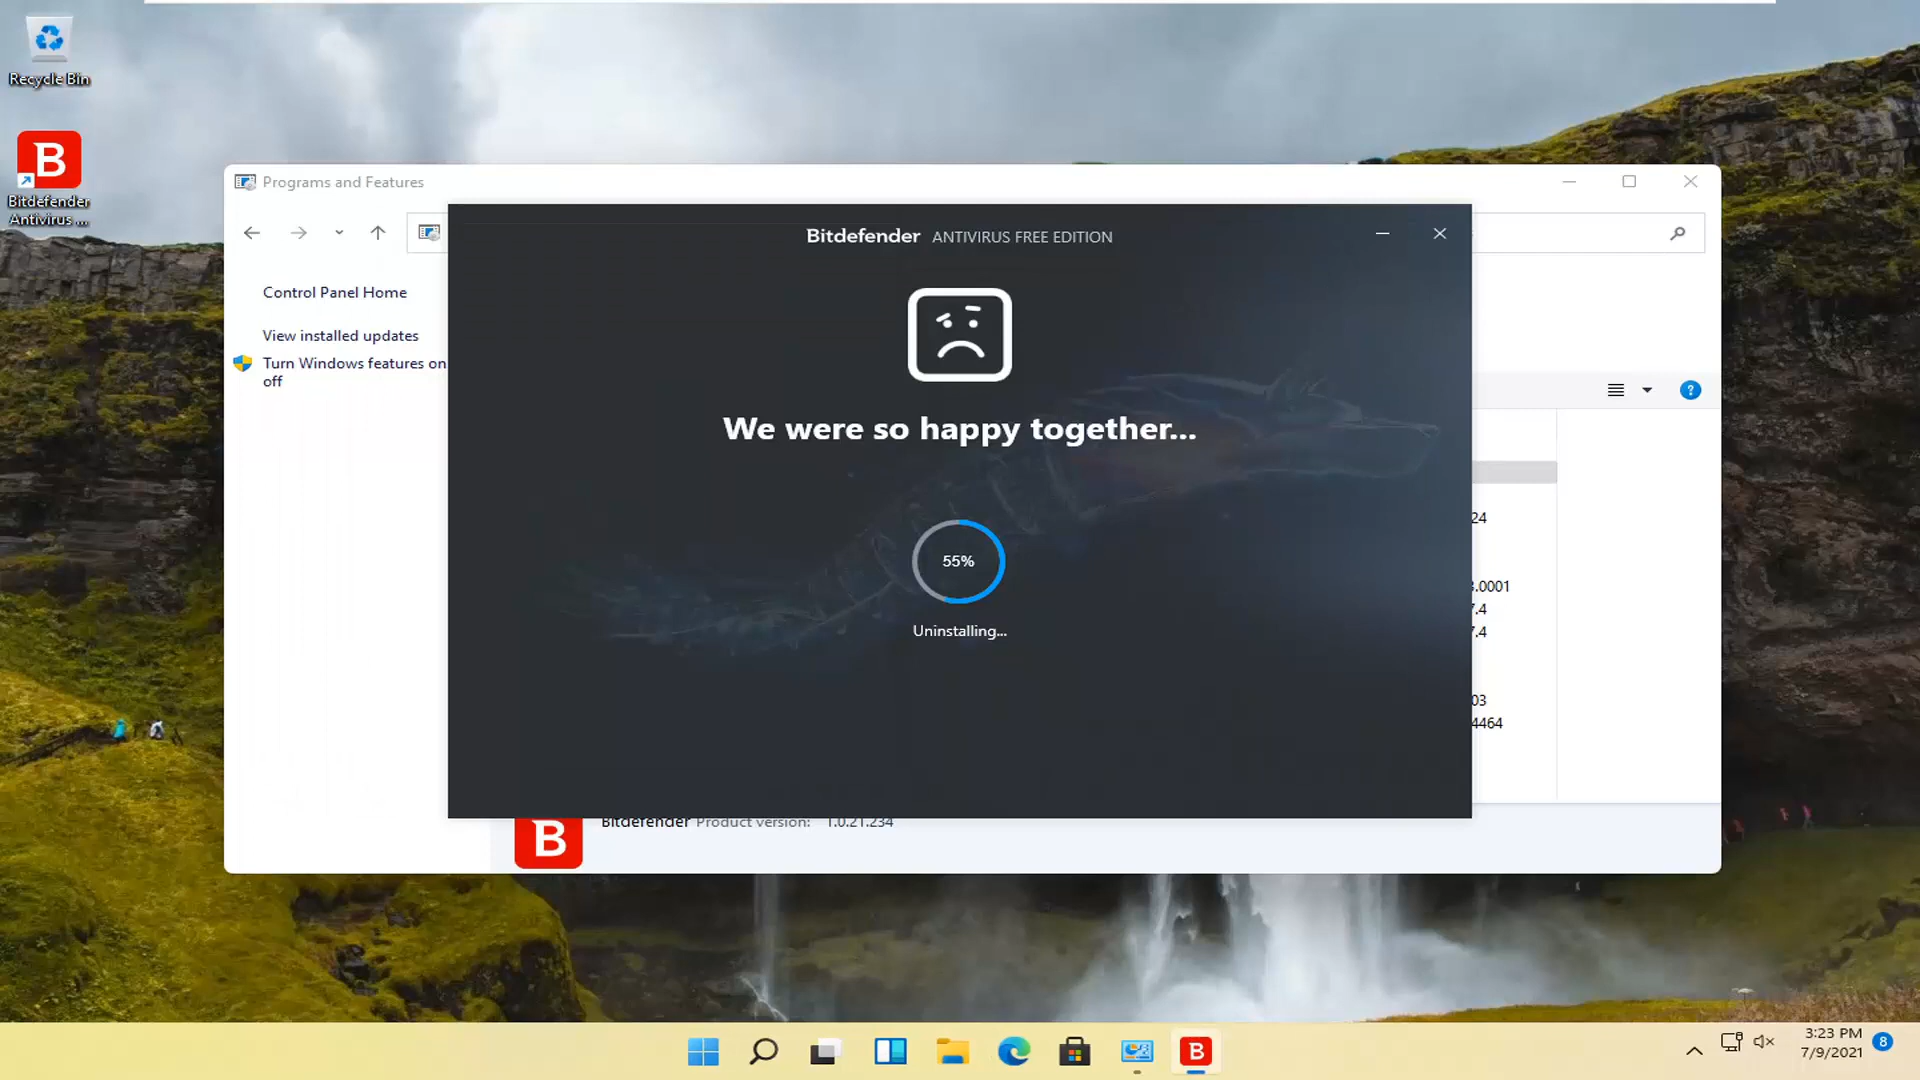 Recycle Bin
B
Bitdefender
Antivirus ...
Programs and Features
Control Panel Home
View installed updates
Turn Windows features on
off
Bitdefender ANTIVIRUS FREE EDITION
We were so happy together...
55%
Uninstalling...
?
24
.0001
7.4
7.4
03
4464
B
Bitdefender Product version: 1.0.21.234
B
3:23 PM
7/9/2021
8